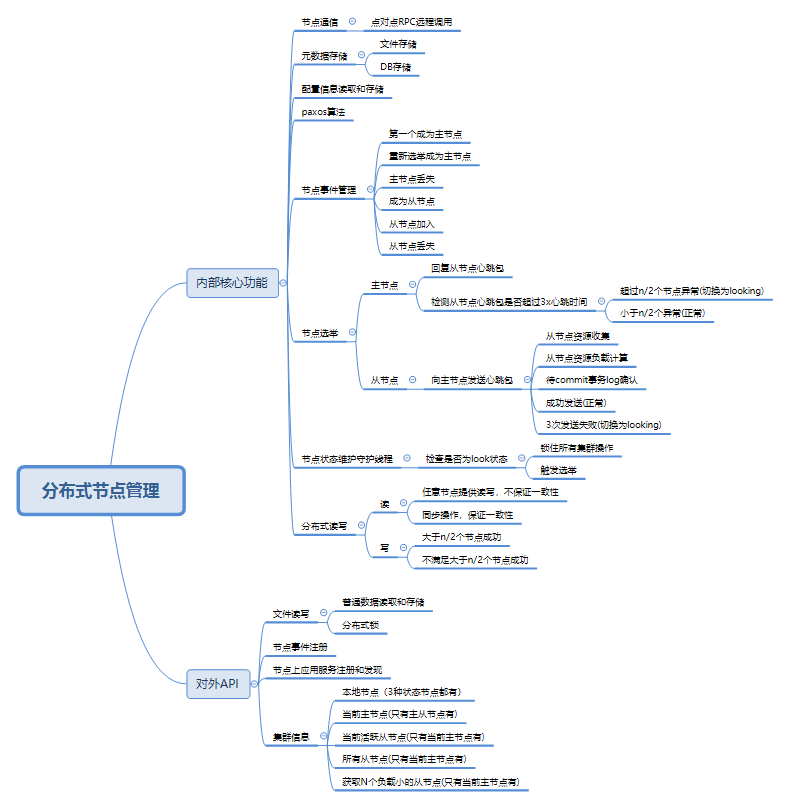 节点通信
点对点RPC远程调用
元数据存储
文件存储
DB存储
配置信息读取和存储
paxos算法
节点事件管理
第一个成为主节点
重新选举成为主节点
主节点丢失
成为从节点
从节点加入
从节点丢失
内部核心功能
节点选举
主节点
回复从节点心跳包
检测从节点心跳包是否超过3x心跳时间
超过n/2个节点异常(切换为looking)
小于n/2个异常(正常)
从节点
向主节点发送心跳包
从节点资源收集
从节点资源负载计算
待commit事务log确认
成功发送(正常)
3次发送失败(切换为looking)
节点状态维护守护线程
检查是否为look状态
锁住所有集群操作
触发选举
分布式节点管理
分布式读写
读
任意节点提供读写，不保证一致性
同步操作，保证一致性
写
大于n/2个节点成功
不满足大于n/2个节点成功
对外API
文件读写
普通数据读取和存储
分布式锁
节点事件注册
节点上应用服务注册和发现
集群信息
本地节点（3种状态节点都有）
当前主节点(只有主从节点有)
当前活跃从节点(只有当前主节点有)
所有从节点(只有当前主节点有)
获取N个负载小的从节点(只有当前主节点有)